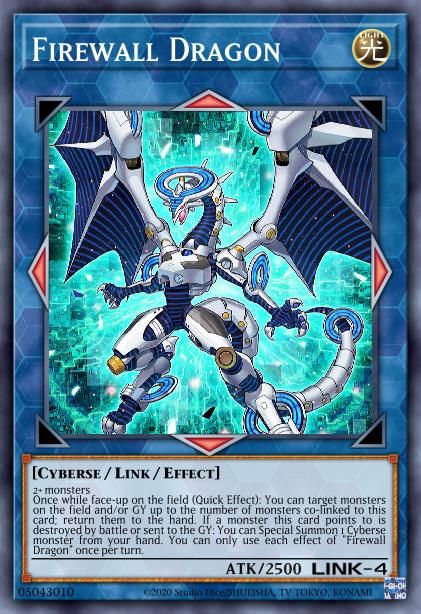 FIREWALL DRAGON
LIGHT
光
[CYBERSE / LINK / EFFECT]
2+ monsters
Once while face-up on the field (Quick Effect): You can target monsters
on the field and/or GY up to the number of monsters co-linked to this
card; return them to the hand. If a monster this card points to is
destroyed by battle or sent to the GY: You can Special Summon 1 Cyberse
monster from your hand. You can only use each effect of "Firewall
Dragon" once per turn.
ATK/2500 LINK-4
05043010 ©2020 Studio Dice/SHUEISHA, TV TOKYO, KONAMI